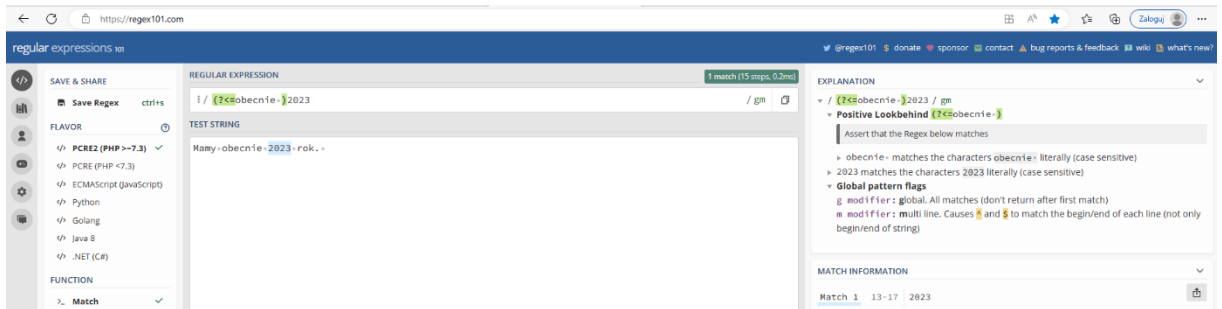 https://regex101.com
Zaloguj
regular expressions 101
@regex101 $ donate sponsor contact bug reports & feedback wiki what's new?
SAVE & SHARE
Save Regex ctrl+s
FLAVOR
</> PCRE2 (PHP >=7.3)
</> PCRE (PHP <7.3)
</> ECMAScript (JavaScript)
</> Python
</> Golang
</> Java 8
</> .NET (C#)
FUNCTION
>_ Match
REGULAR EXPRESSION
1 match (15 steps, 0.2ms)
/ (?<=obecnie·)2023 / gm
TEST STRING
Mamy·obecnie·2023·rok.·
EXPLANATION
/ (?<=obecnie·)2023 / gm
Positive Lookbehind (?<=obecnie·)
Assert that the Regex below matches
obecnie· matches the characters obecnie· literally (case sensitive)
2023 matches the characters 2023 literally (case sensitive)
Global pattern flags
g modifier: global. All matches (don't return after first match)
m modifier: multi line. Causes ^ and $ to match the begin/end of each line (not only
begin/end of string)
MATCH INFORMATION
Match 1 13-17 2023